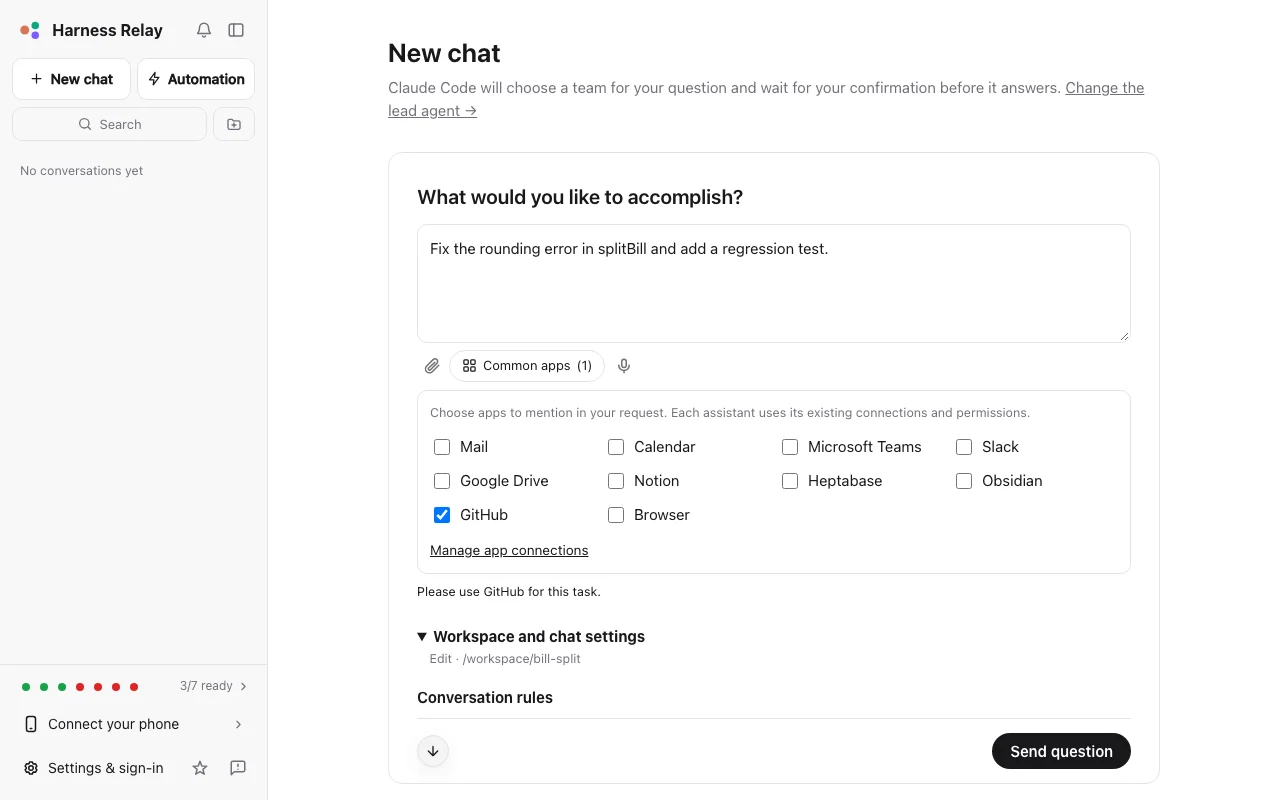 Harness Relay
New chat
Automation
Search
No conversations yet
3/7 ready
Connect your phone
Settings & sign-in
New chat
Claude Code will choose a team for your question and wait for your confirmation before it answers. Change the
lead agent →
What would you like to accomplish?
Fix the rounding error in splitBill and add a regression test.
Common apps (1)
Choose apps to mention in your request. Each assistant uses its existing connections and permissions.
Mail
Calendar
Microsoft Teams
Slack
Google Drive
Notion
Heptabase
Obsidian
GitHub
Browser
Manage app connections
Please use GitHub for this task.
Workspace and chat settings
Edit · /workspace/bill-split
Conversation rules
Send question